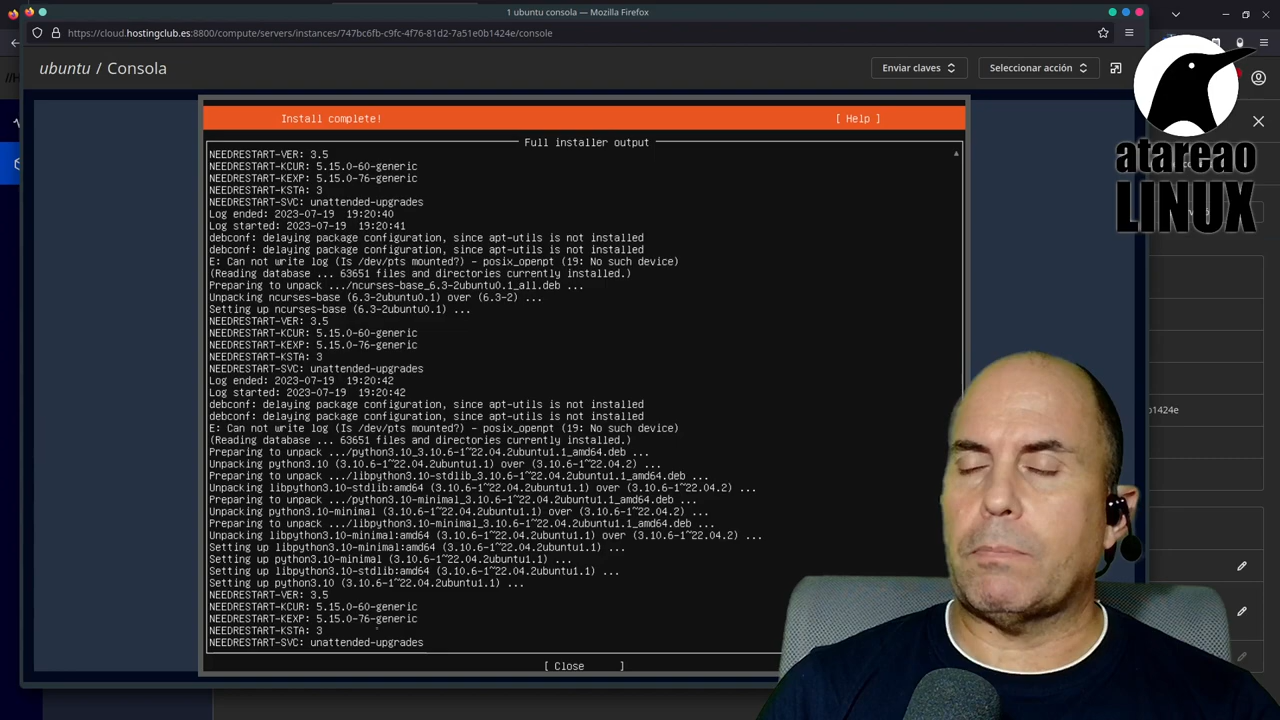 1 ubuntu consola — Mozilla Firefox
https://cloud.hostingclub.es:8800/compute/servers/instances/747bc6fb-c9fc-4f76-81d2-7a51e0b1424e/console
ubuntu / Consola
Enviar claves
Seleccionar acción
atareao
LINUX
Install complete!
[ Help ]
Full installer output
NEEDRESTART-VER: 3.5
NEEDRESTART-KCUR: 5.15.0-60-generic
NEEDRESTART-KEXP: 5.15.0-76-generic
NEEDRESTART-KSTA: 3
NEEDRESTART-SVC: unattended-upgrades
Log ended: 2023-07-19  19:20:40
Log started: 2023-07-19  19:20:41
debconf: delaying package configuration, since apt-utils is not installed
debconf: delaying package configuration, since apt-utils is not installed
E: Can not write log (Is /dev/pts mounted?) - posix_openpt (19: No such device)
(Reading database ... 63651 files and directories currently installed.)
Preparing to unpack .../ncurses-base_6.3-2ubuntu0.1_all.deb ...
Unpacking ncurses-base (6.3-2ubuntu0.1) over (6.3-2) ...
Setting up ncurses-base (6.3-2ubuntu0.1) ...
NEEDRESTART-VER: 3.5
NEEDRESTART-KCUR: 5.15.0-60-generic
NEEDRESTART-KEXP: 5.15.0-76-generic
NEEDRESTART-KSTA: 3
NEEDRESTART-SVC: unattended-upgrades
Log ended: 2023-07-19  19:20:42
Log started: 2023-07-19  19:20:42
debconf: delaying package configuration, since apt-utils is not installed
debconf: delaying package configuration, since apt-utils is not installed
E: Can not write log (Is /dev/pts mounted?) - posix_openpt (19: No such device)
(Reading database ... 63651 files and directories currently installed.)
Preparing to unpack .../python3.10_3.10.6-1~22.04.2ubuntu1.1_amd64.deb ...
Unpacking python3.10 (3.10.6-1~22.04.2ubuntu1.1) over (3.10.6-1~22.04.2) ...
Preparing to unpack .../libpython3.10-stdlib_3.10.6-1~22.04.2ubuntu1.1_amd64.deb ...
Unpacking libpython3.10-stdlib:amd64 (3.10.6-1~22.04.2ubuntu1.1) over (3.10.6-1~22.04.2) ...
Preparing to unpack .../python3.10-minimal_3.10.6-1~22.04.2ubuntu1.1_amd64.deb ...
Unpacking python3.10-minimal (3.10.6-1~22.04.2ubuntu1.1) over (3.10.6-1~22.04.2) ...
Preparing to unpack .../libpython3.10-minimal_3.10.6-1~22.04.2ubuntu1.1_amd64.deb ...
Unpacking libpython3.10-minimal:amd64 (3.10.6-1~22.04.2ubuntu1.1) over (3.10.6-1~22.04.2) ...
Setting up libpython3.10-minimal:amd64 (3.10.6-1~22.04.2ubuntu1.1) ...
Setting up python3.10-minimal (3.10.6-1~22.04.2ubuntu1.1) ...
Setting up libpython3.10-stdlib:amd64 (3.10.6-1~22.04.2ubuntu1.1) ...
Setting up python3.10 (3.10.6-1~22.04.2ubuntu1.1) ...
NEEDRESTART-VER: 3.5
NEEDRESTART-KCUR: 5.15.0-60-generic
NEEDRESTART-KEXP: 5.15.0-76-generic
NEEDRESTART-KSTA: 3
NEEDRESTART-SVC: unattended-upgrades
[ Close ]